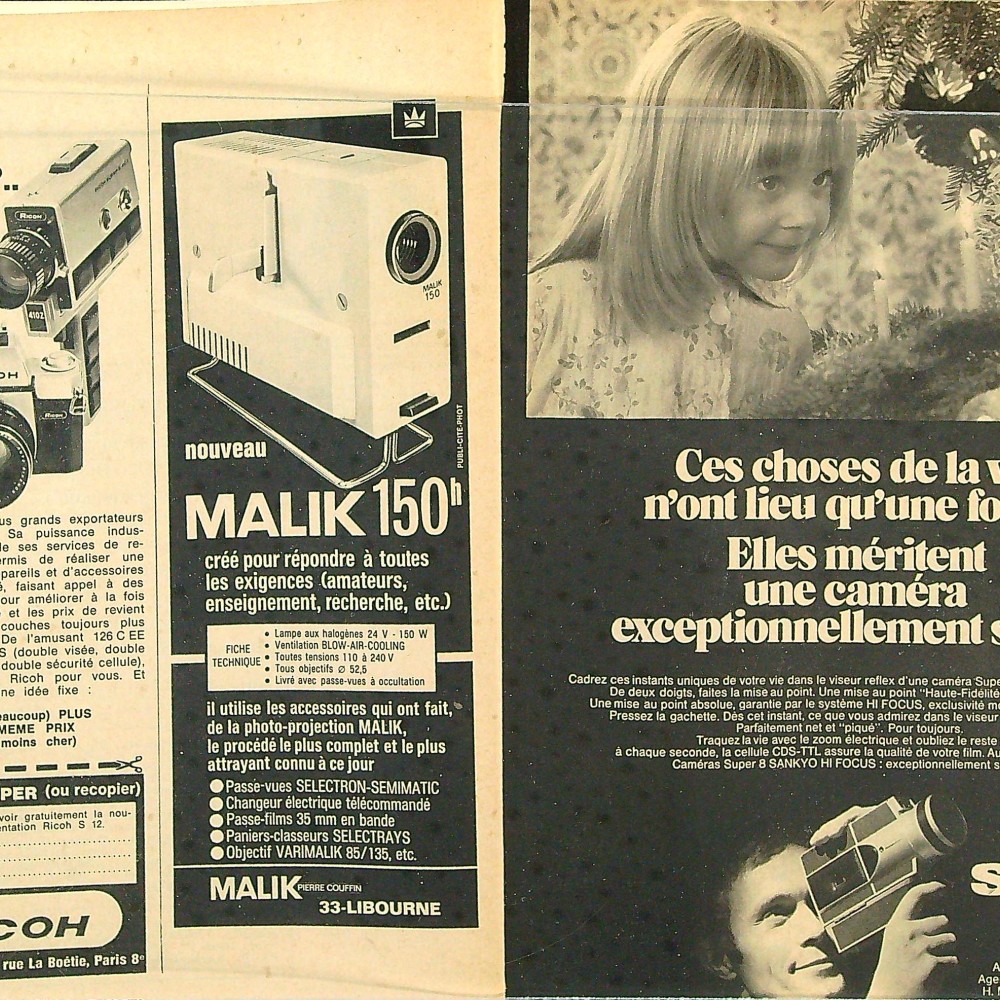 RICOH
4102
RICOH
us grands exportateurs
Sa puissance indus-
de ses services de re-
ermis de réaliser une
pareils et d'accessoires
faisant appel à des
our améliorer à la fois
et les prix de revient
couches toujours plus
De l'amusant 126 C EE
S (double visée, double
double sécurité cellule),
Ricoh pour vous. Et
ne idée fixe :
eaucoup) PLUS
MEME PRIX
moins cher)
PER (ou recopier)
voir gratuitement la nou-
entation Ricoh S 12.
COH
rue La Boëtie, Paris 8e
MALIK
150
PUBLI-CITE-PHOT
nouveau
MALIK 150h
créé pour répondre à toutes
les exigences (amateurs,
enseignement, recherche, etc.)
FICHE
TECHNIQUE
• Lampe aux halogènes 24 V - 150 W
• Ventilation BLOW-AIR-COOLING
• Toutes tensions 110 à 240 V
• Tous objectifs ∅ 52,5
• Livré avec passe-vues à occultation
il utilise les accessoires qui ont fait,
de la photo-projection MALIK,
le procédé le plus complet et le plus
attrayant connu à ce jour
● Passe-vues SELECTRON-SEMIMATIC
● Changeur électrique télécommandé
● Passe-films 35 mm en bande
● Paniers-classeurs SELECTRAYS
● Objectif VARIMALIK 85/135, etc.
MALIK PIERRE COUFFIN
33-LIBOURNE
Ces choses de la v
n'ont lieu qu'une fo
Elles méritent
une caméra
exceptionnellement s
Cadrez ces instants uniques de votre vie dans le viseur reflex d'une caméra Supe
De deux doigts, faites la mise au point. Une mise au point "Haute-Fidélité
Une mise au point absolue, garantie par le système HI FOCUS, exclusivité mo
Pressez la gachette. Dès cet instant, ce que vous admirez dans le viseur
Parfaitement net et "piqué". Pour toujours.
Traquez la vie avec le zoom électrique et oubliez le reste
à chaque seconde, la cellule CDS-TTL assure la qualité de votre film. Au
Caméras Super 8 SANKYO HI FOCUS : exceptionnellement s
S
A
Age
H. M